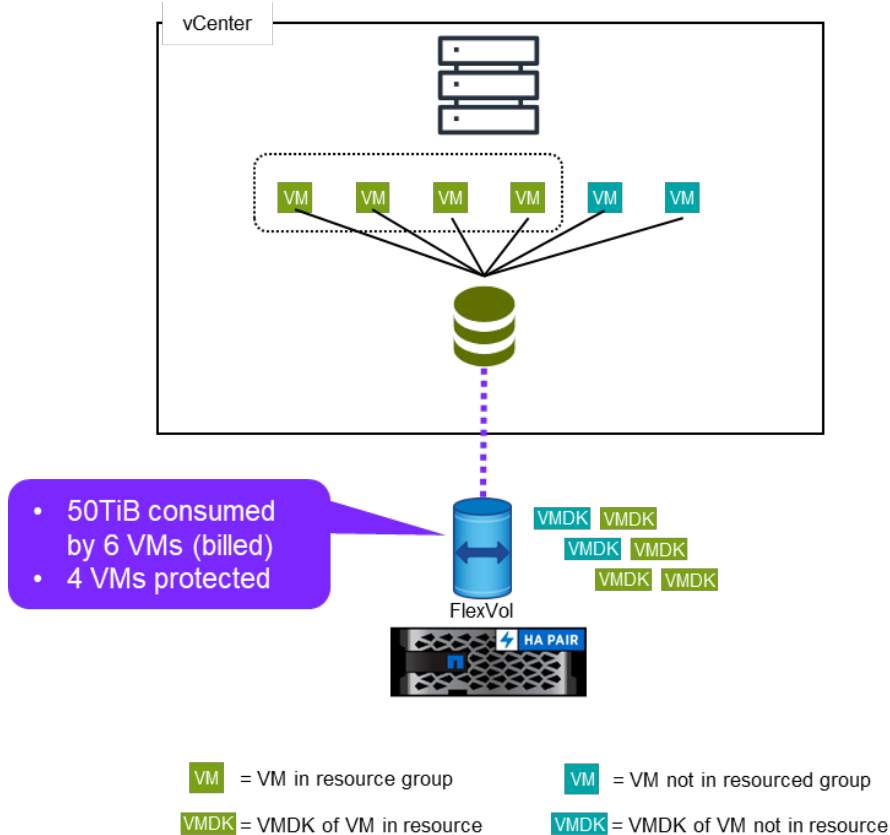 vCenter
VM VM VM VM VM VM
• 50TiB consumed
by 6 VMs (billed)
• 4 VMs protected
VMDK VMDK
VMDK VMDK
VMDK VMDK
FlexVol
HA PAIR
VM = VM in resource group
VM = VM not in resourced group
VMDK = VMDK of VM in resource
VMDK = VMDK of VM not in resource